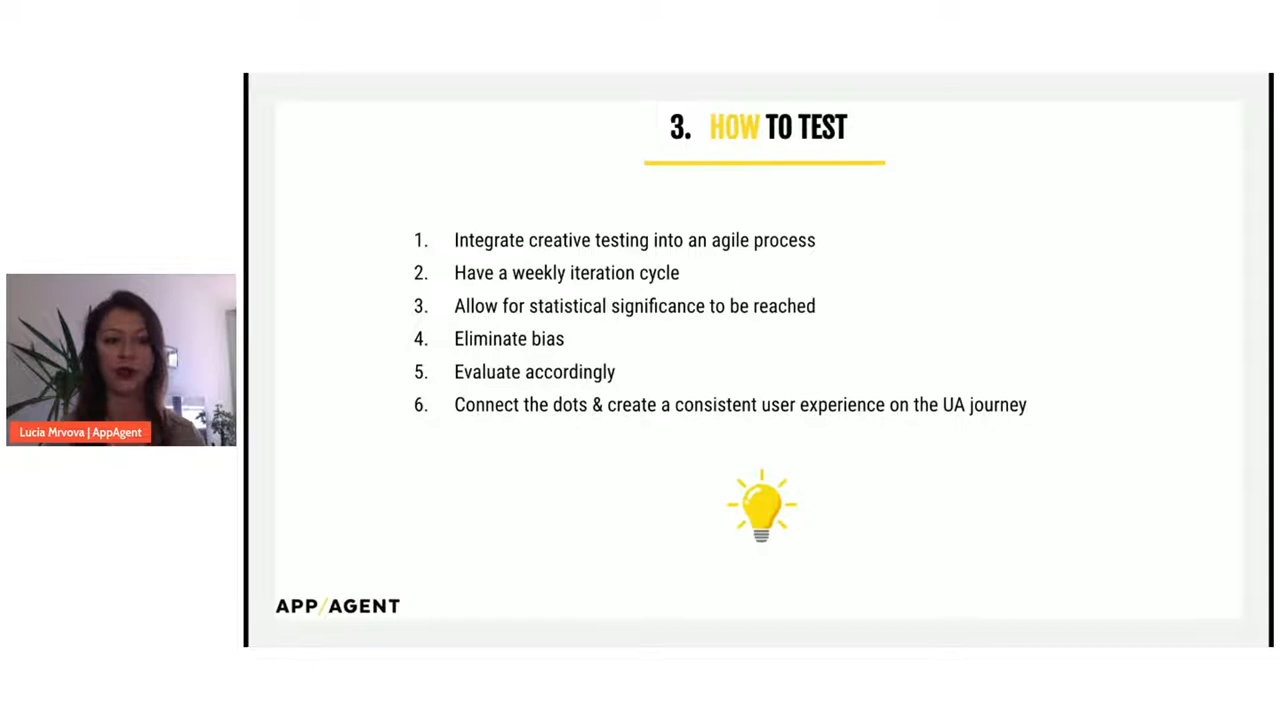 3. HOW TO TEST
1. Integrate creative testing into an agile process
2. Have a weekly iteration cycle
3. Allow for statistical significance to be reached
4. Eliminate bias
5. Evaluate accordingly
6. Connect the dots & create a consistent user experience on the UA journey
Lucia Mrvova | AppAgent
APP/AGENT